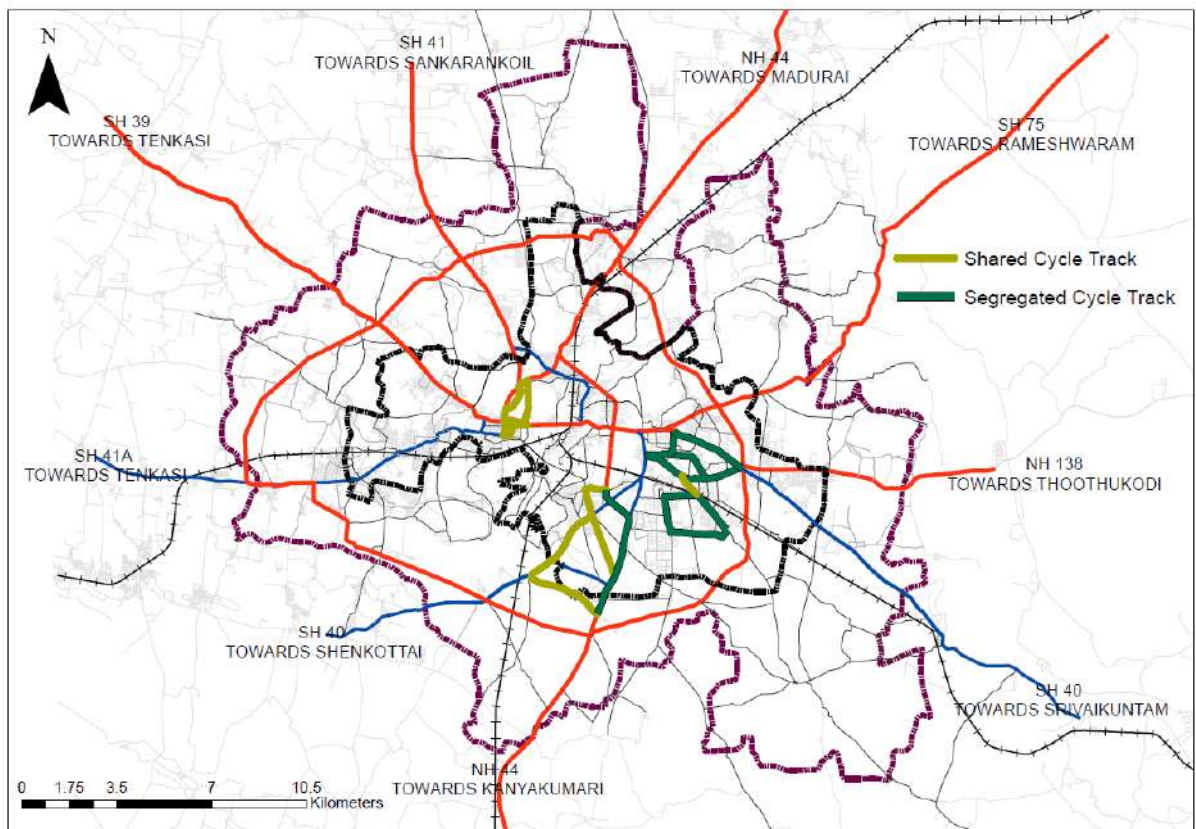 N
SH 41
TOWARDS SANKARANKOIL
NH 44
TOWARDS MADURAI
SH 39
TOWARDS TENKASI
SH 75
TOWARDS RAMESHWARAM
Shared Cycle Track
Segregated Cycle Track
SH 41A
TOWARDS TENKASI
NH 138
TOWARDS THOOTHUKODI
SH 40
TOWARDS SHENKOTTAI
SH 40
TOWARDS SRIVAIKUNTAM
NH 44
TOWARDS KANYAKUMARI
0 1.75 3.5 7 10.5
Kilometers